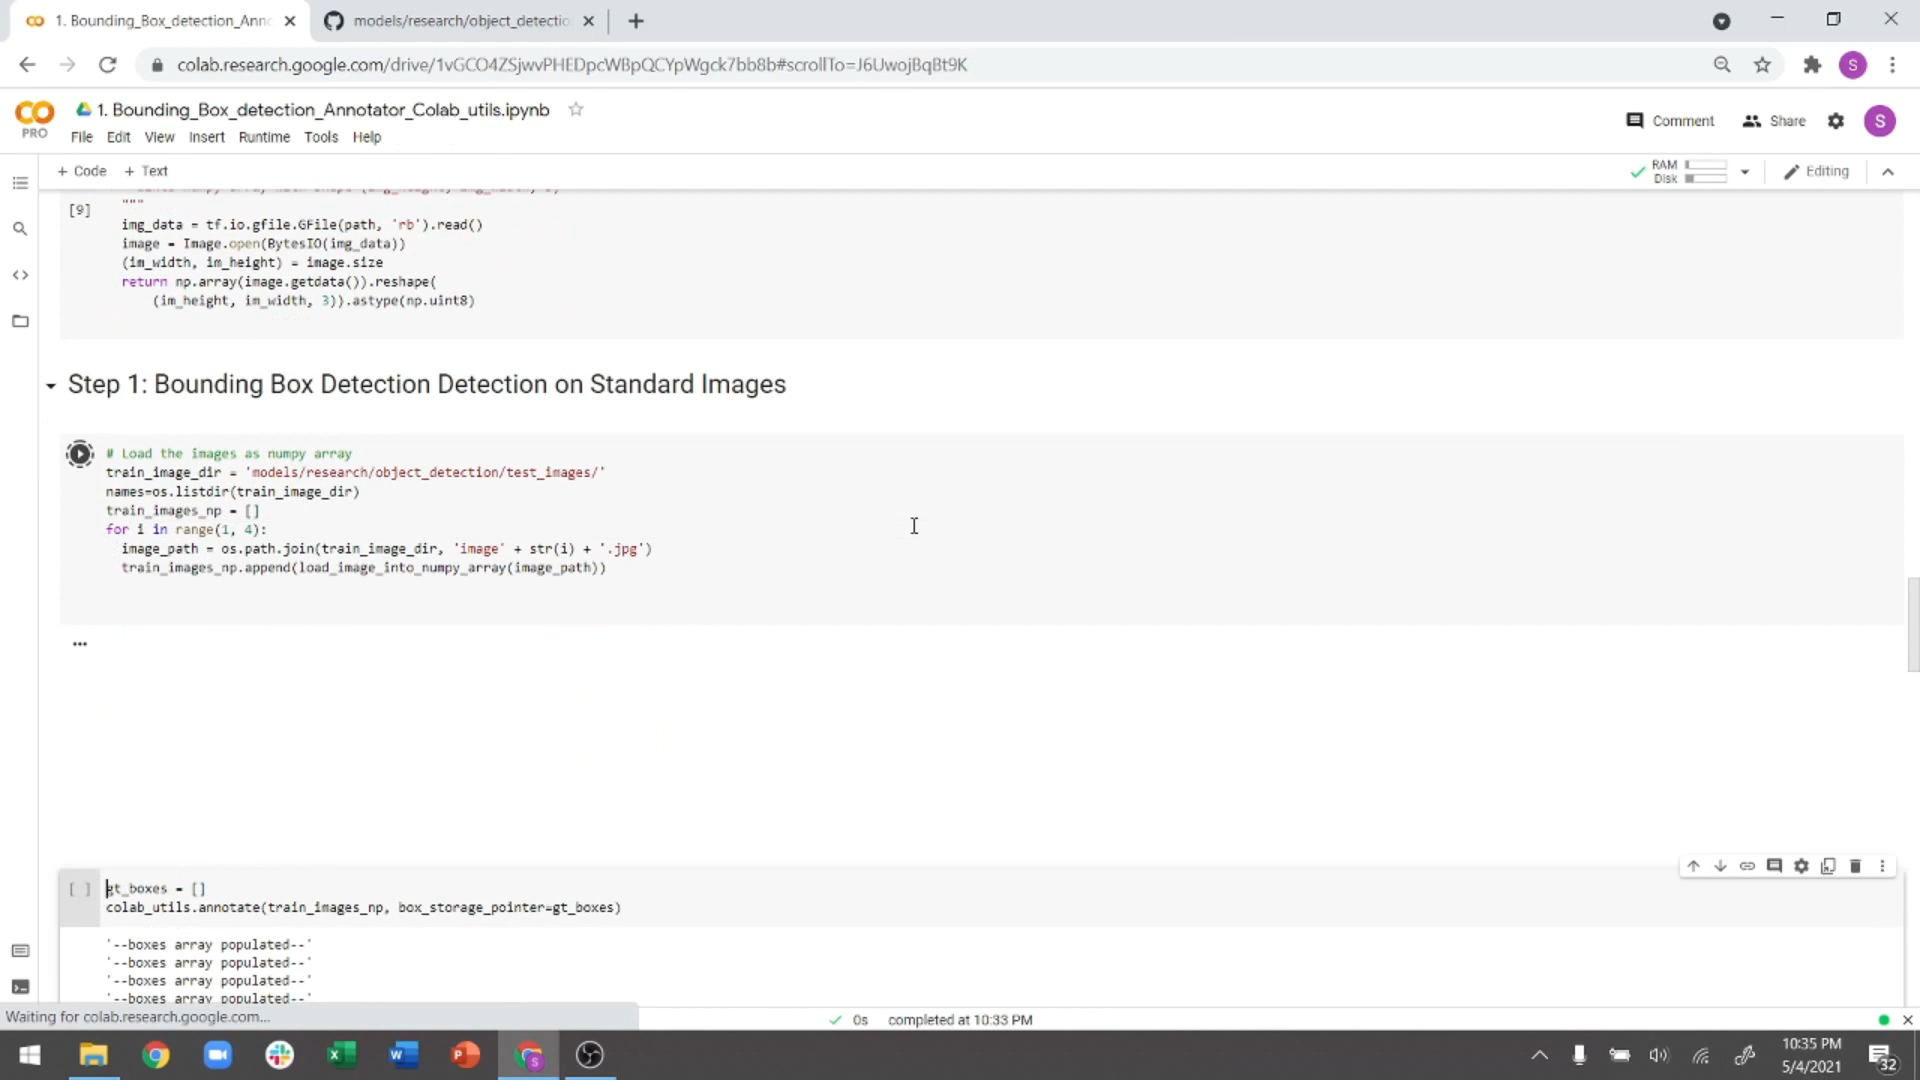 1. Bounding_Box_detection_Ann
models/research/object_detectio
colab.research.google.com/drive/1vGCO4ZSjwvPHEDpcWBpQCYpWgck7bb8b#scrollTo=J6UwojBqBt9K
S
CO
PRO
1. Bounding_Box_detection_Annotator_Colab_utils.ipynb
Comment
Share
S
File Edit View Insert Runtime Tools Help
+ Code + Text
RAM
Disk
Editing
[9]
"""
img_data = tf.io.gfile.GFile(path, 'rb').read()
image = Image.open(BytesIO(img_data))
(im_width, im_height) = image.size
return np.array(image.getdata()).reshape(
(im_height, im_width, 3)).astype(np.uint8)
Step 1: Bounding Box Detection Detection on Standard Images
# Load the images as numpy array
train_image_dir = 'models/research/object_detection/test_images/'
names=os.listdir(train_image_dir)
train_images_np = []
for i in range(1, 4):
image_path = os.path.join(train_image_dir, 'image' + str(i) + '.jpg')
train_images_np.append(load_image_into_numpy_array(image_path))
...
[ ]
gt_boxes = []
colab_utils.annotate(train_images_np, box_storage_pointer=gt_boxes)
'--boxes array populated--'
'--boxes array populated--'
'--boxes array populated--'
'--boxes array populated--'
Waiting for colab.research.google.com...
0s completed at 10:33 PM
10:35 PM
5/4/2021
32